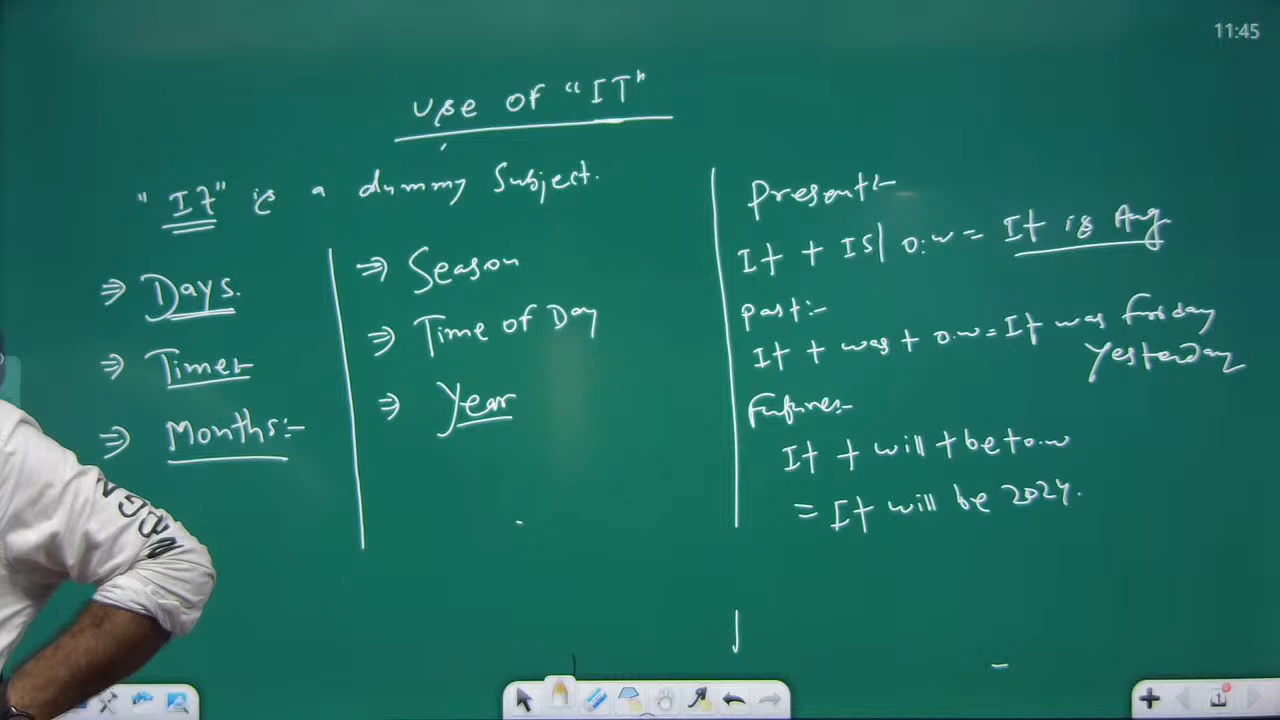 11:45
Use of "IT"
"It" is a dummy Subject.
⇒ Days.
⇒ Time:-
⇒ Months:-
⇒ Season
⇒ Time of Day
⇒ Year
Present:-
It + IS| o.w = It is Aug
past:-
It + was + o.w = It was friday
yesterday
future:-
It + will + be + o.w
= It will be 2024.